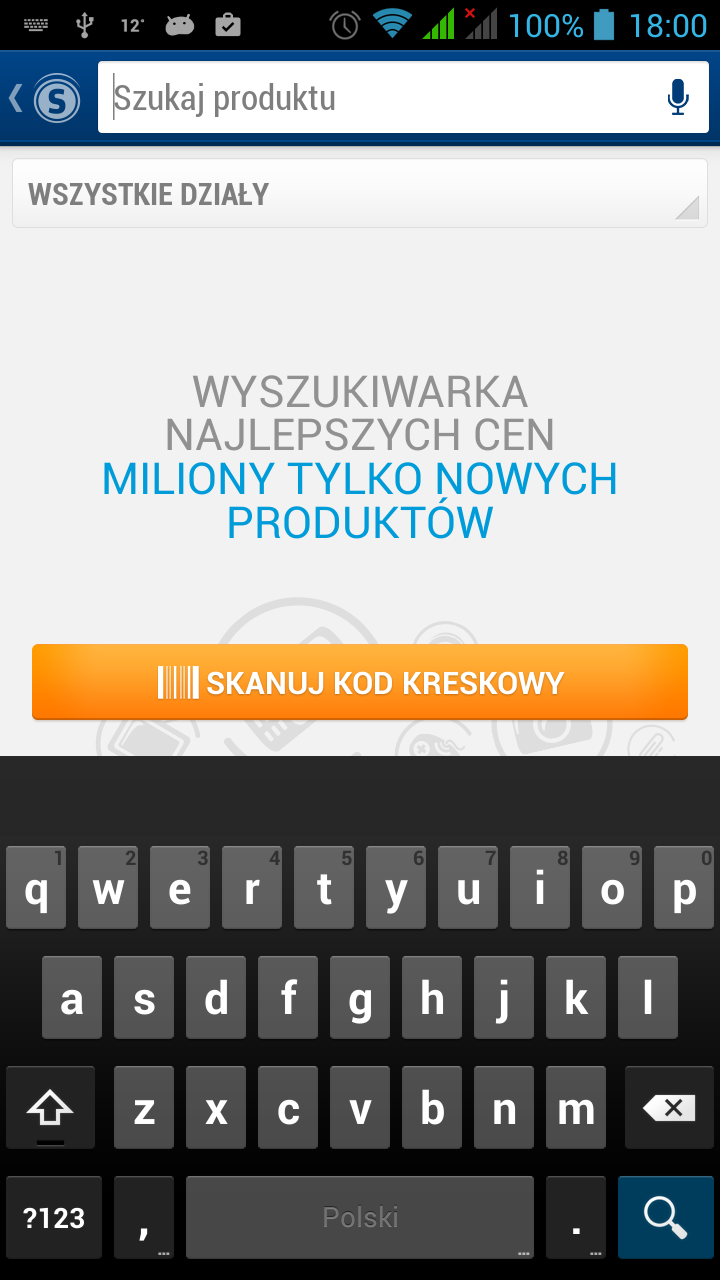 12° 100% 18:00
S Szukaj produktu
WSZYSTKIE DZIAŁY
WYSZUKIWARKA
NAJLEPSZYCH CEN
MILIONY TYLKO NOWYCH
PRODUKTÓW
SKANUJ KOD KRESKOWY
1 2 3 4 5 6 7 8 9 0
q w e r t y u i o p
a s d f g h j k l
z x c v b n m
?123 , ... Polski ... . ...